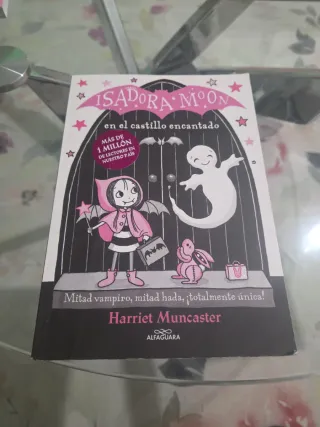 ISADORA MOON
en el castillo encantado
MÁS DE
1 MILLÓN
DE LECTORES EN
NUESTRO PAÍS
Mitad vampiro, mitad hada, ¡totalmente única!
Harriet Muncaster
ALFAGUARA